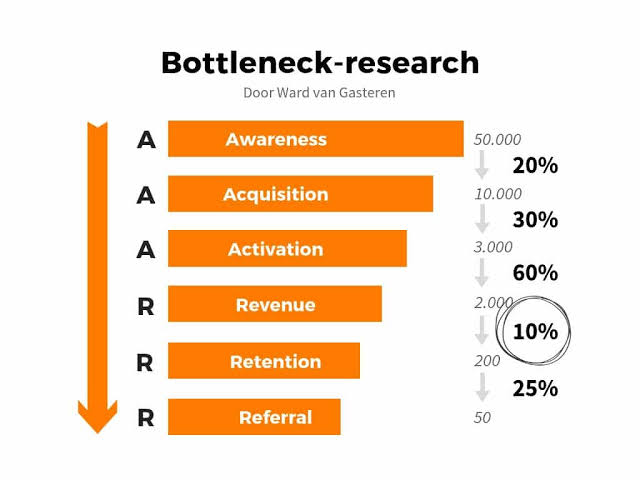 Bottleneck-research
Door Ward van Gasteren
A Awareness 50.000
20%
A Acquisition 10.000
30%
A Activation 3.000
60%
R Revenue 2.000
10%
R Retention 200
25%
R Referral 50